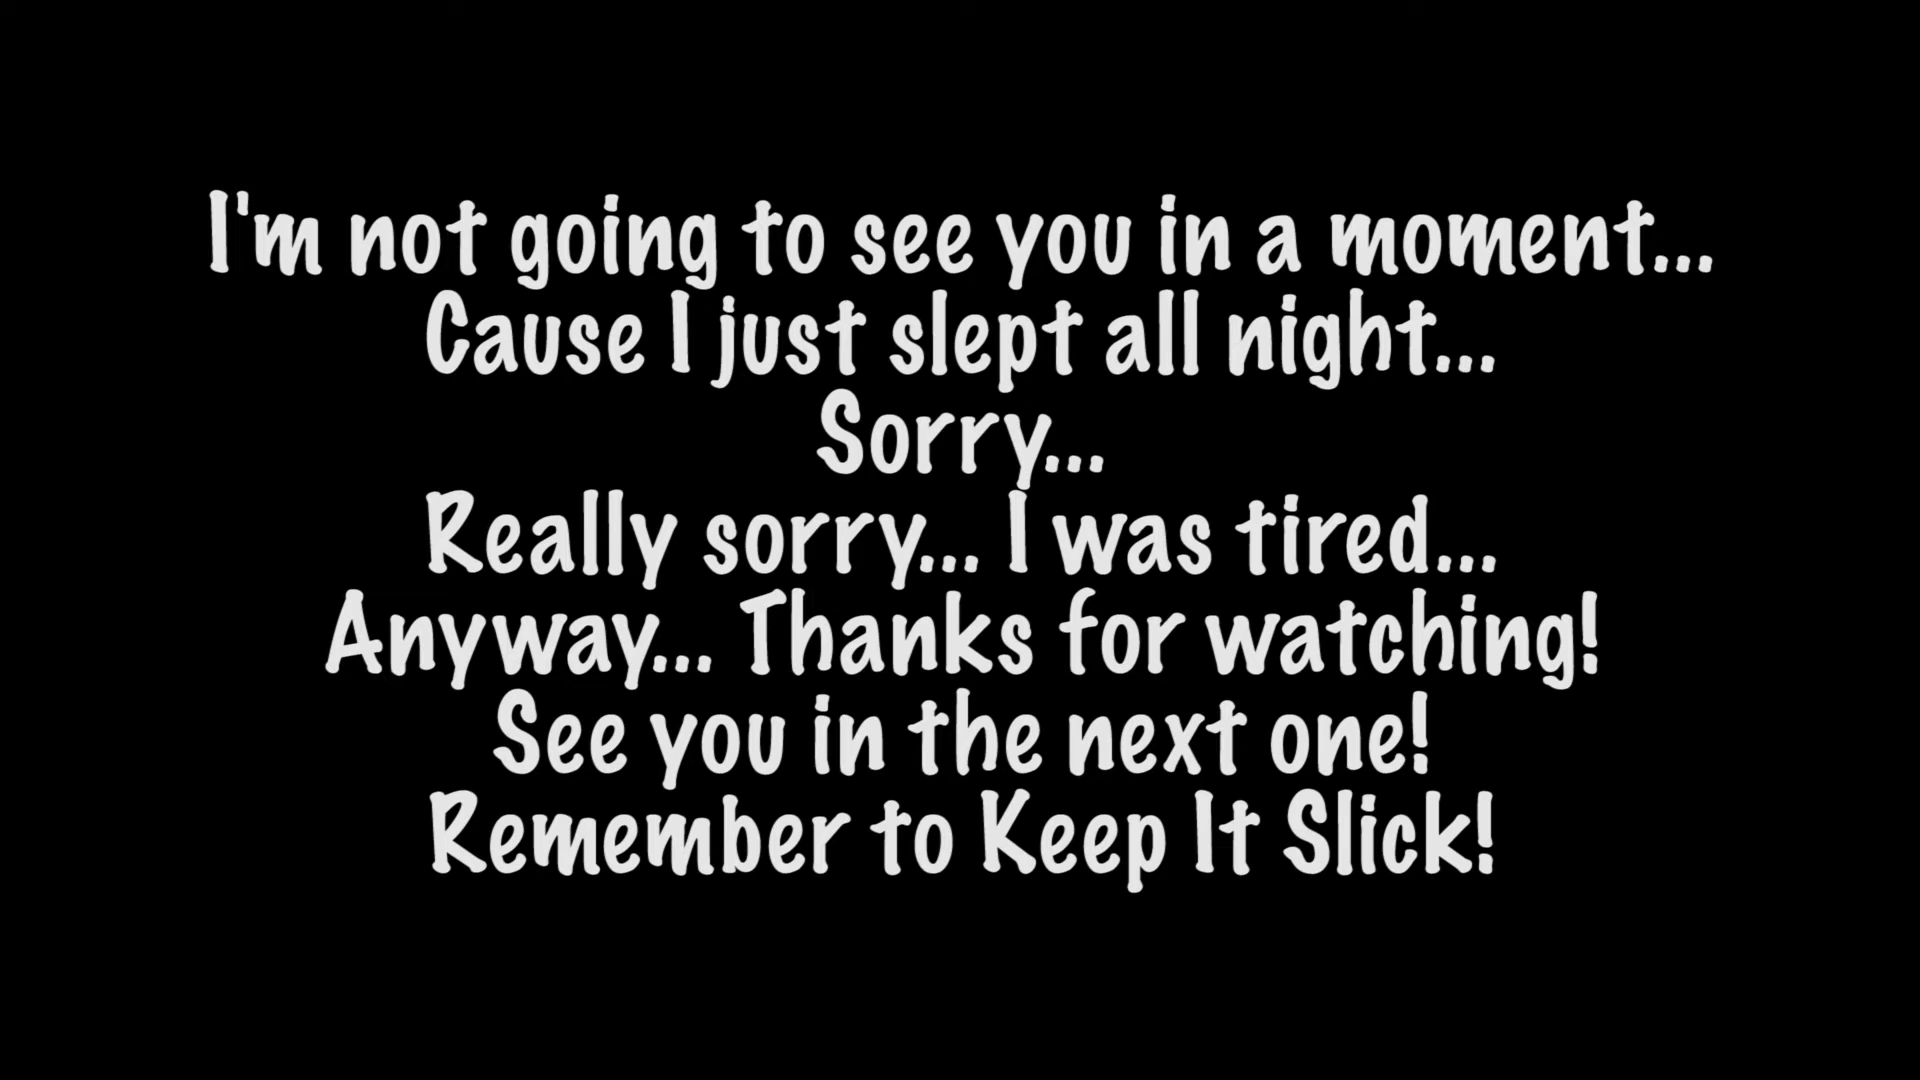 I'm not going to see you in a moment...
Cause I just slept all night...
Sorry...
Really sorry... I was tired...
Anyway... Thanks for watching!
See you in the next one!
Remember to Keep It Slick!